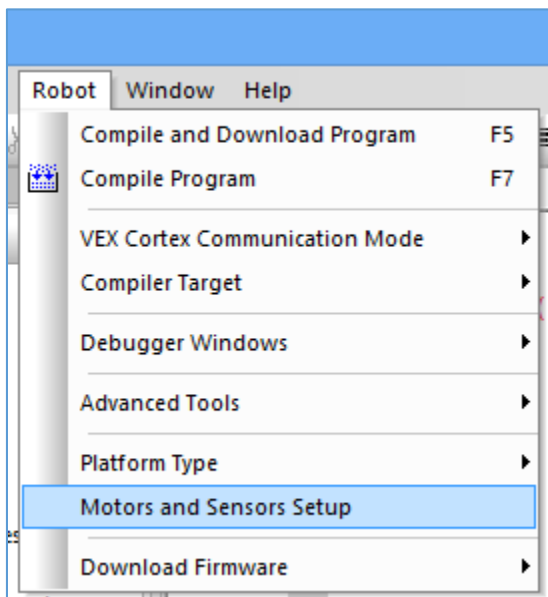 Robot Window Help
Compile and Download Program F5
Compile Program F7
VEX Cortex Communication Mode
Compiler Target
Debugger Windows
Advanced Tools
Platform Type
Motors and Sensors Setup
Download Firmware